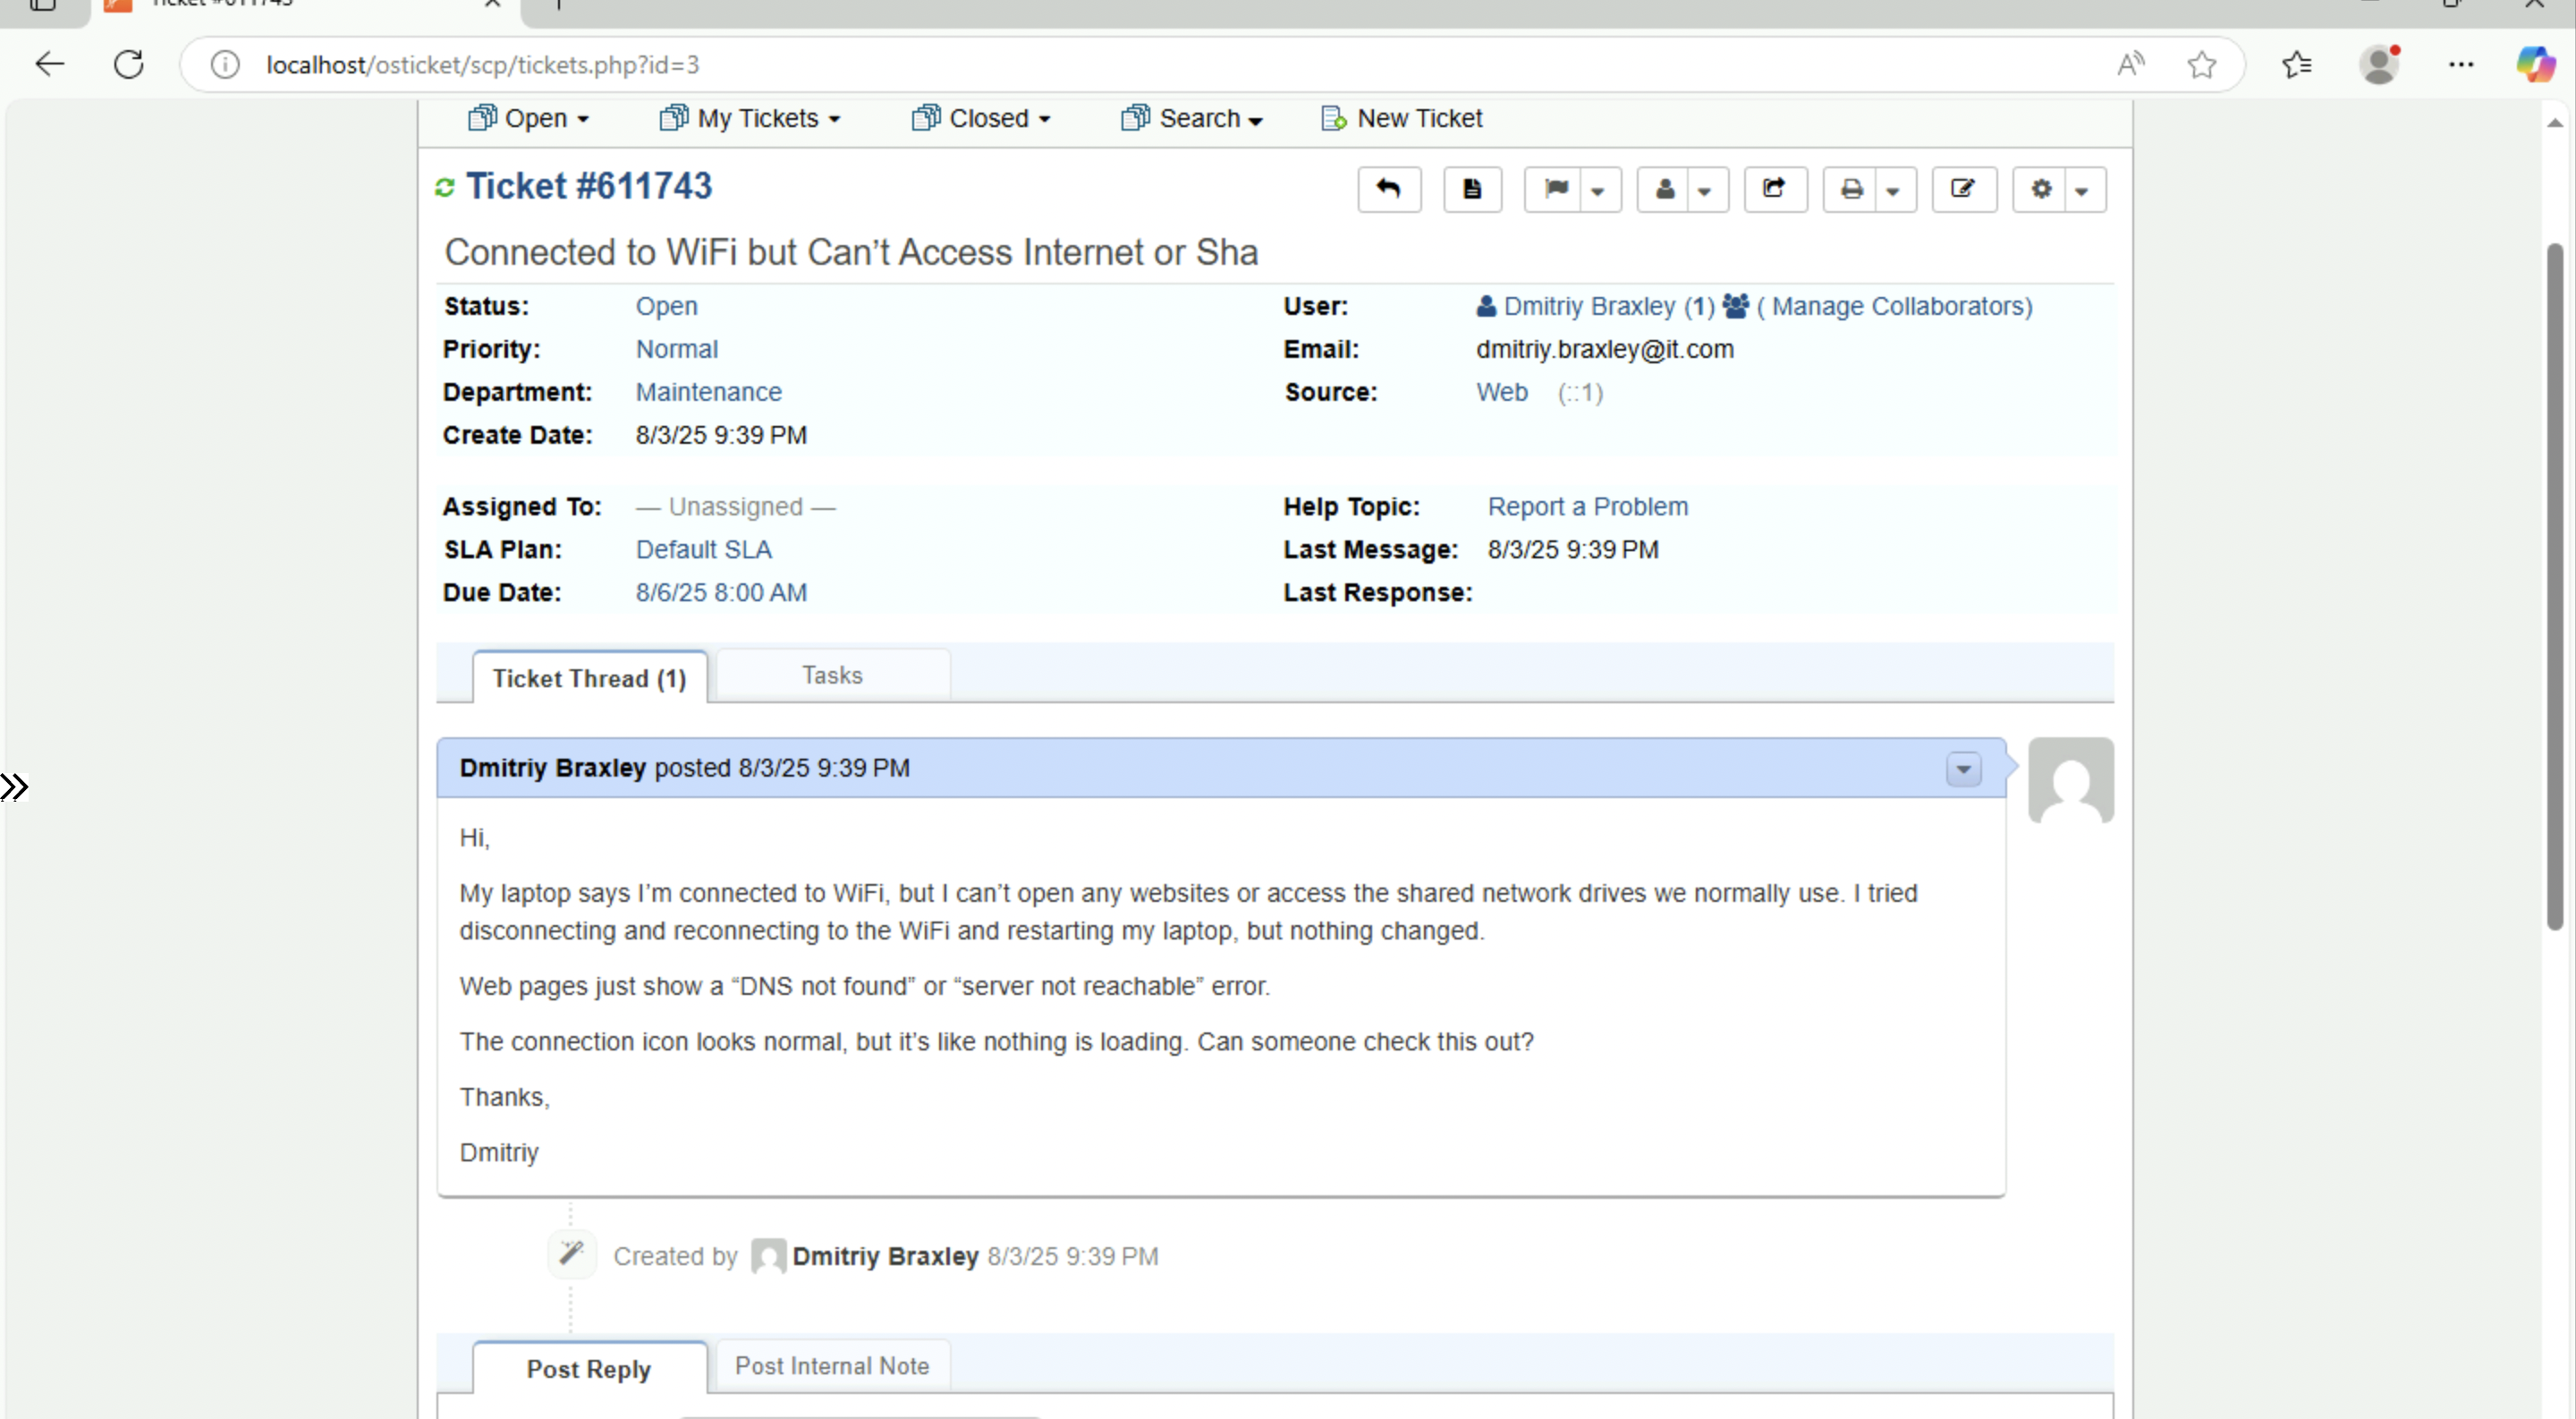 Ticket #611743
localhost/osticket/scp/tickets.php?id=3
Open My Tickets Closed Search New Ticket
Ticket #611743
Connected to WiFi but Can’t Access Internet or Sha
Status: Open User: Dmitriy Braxley (1) ( Manage Collaborators)
Priority: Normal Email: dmitriy.braxley@it.com
Department: Maintenance Source: Web (::1)
Create Date: 8/3/25 9:39 PM
Assigned To: — Unassigned — Help Topic: Report a Problem
SLA Plan: Default SLA Last Message: 8/3/25 9:39 PM
Due Date: 8/6/25 8:00 AM Last Response:
Ticket Thread (1) Tasks
Dmitriy Braxley posted 8/3/25 9:39 PM
Hi,
My laptop says I’m connected to WiFi, but I can’t open any websites or access the shared network drives we normally use. I tried
disconnecting and reconnecting to the WiFi and restarting my laptop, but nothing changed.
Web pages just show a “DNS not found” or “server not reachable” error.
The connection icon looks normal, but it’s like nothing is loading. Can someone check this out?
Thanks,
Dmitriy
Created by Dmitriy Braxley 8/3/25 9:39 PM
Post Reply Post Internal Note